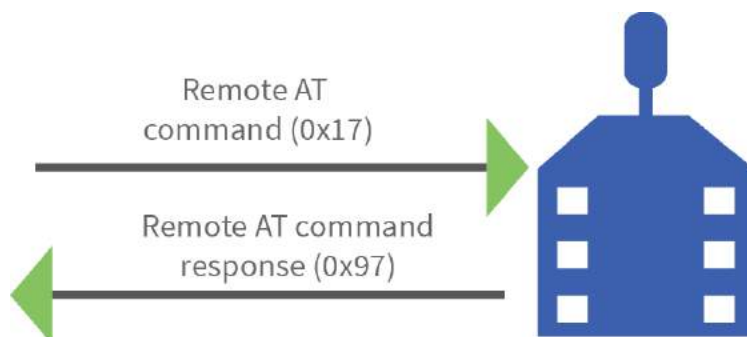 Remote AT
command (0x17)
Remote AT command
response (0x97)